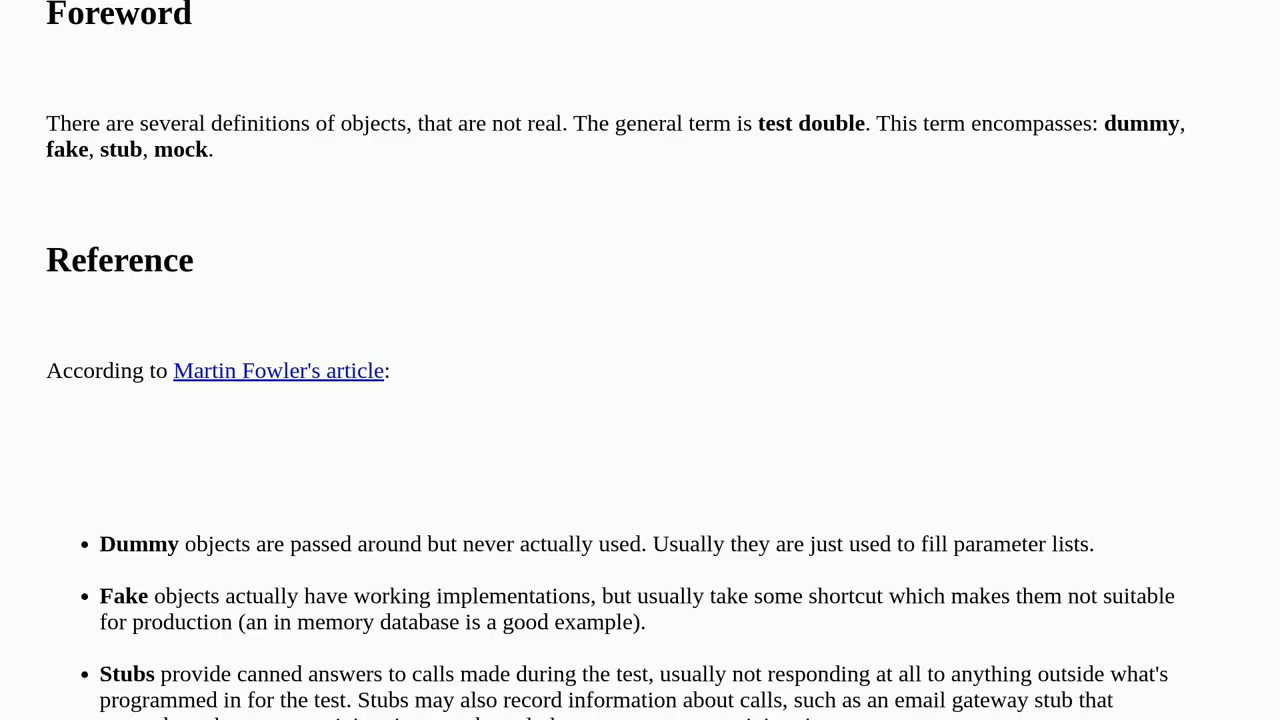 Foreword
There are several definitions of objects, that are not real. The general term is test double. This term encompasses: dummy,
fake, stub, mock.
Reference
According to Martin Fowler's article:
• Dummy objects are passed around but never actually used. Usually they are just used to fill parameter lists.
• Fake objects actually have working implementations, but usually take some shortcut which makes them not suitable
for production (an in memory database is a good example).
• Stubs provide canned answers to calls made during the test, usually not responding at all to anything outside what's
programmed in for the test. Stubs may also record information about calls, such as an email gateway stub that